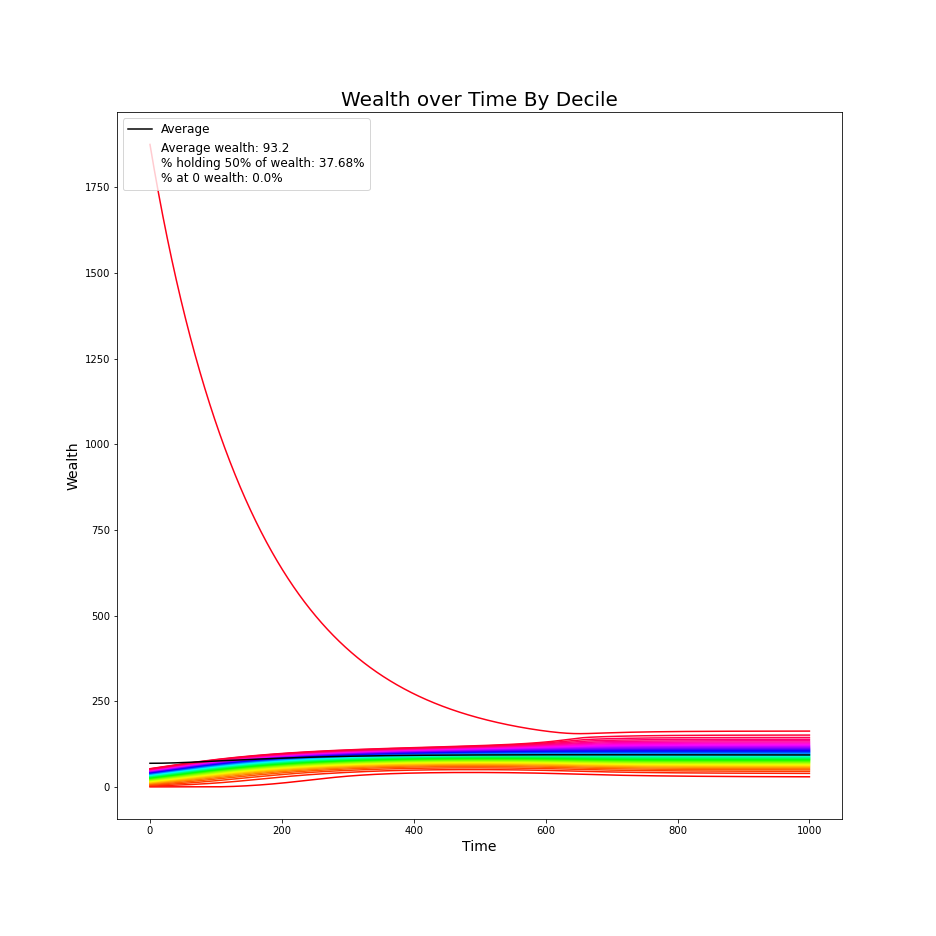 Wealth over Time By Decile
Average
Average wealth: 93.2
% holding 50% of wealth: 37.68%
% at 0 wealth: 0.0%
1750
1500
1250
1000
750
500
250
0
Wealth
0 200 400 600 800 1000
Time